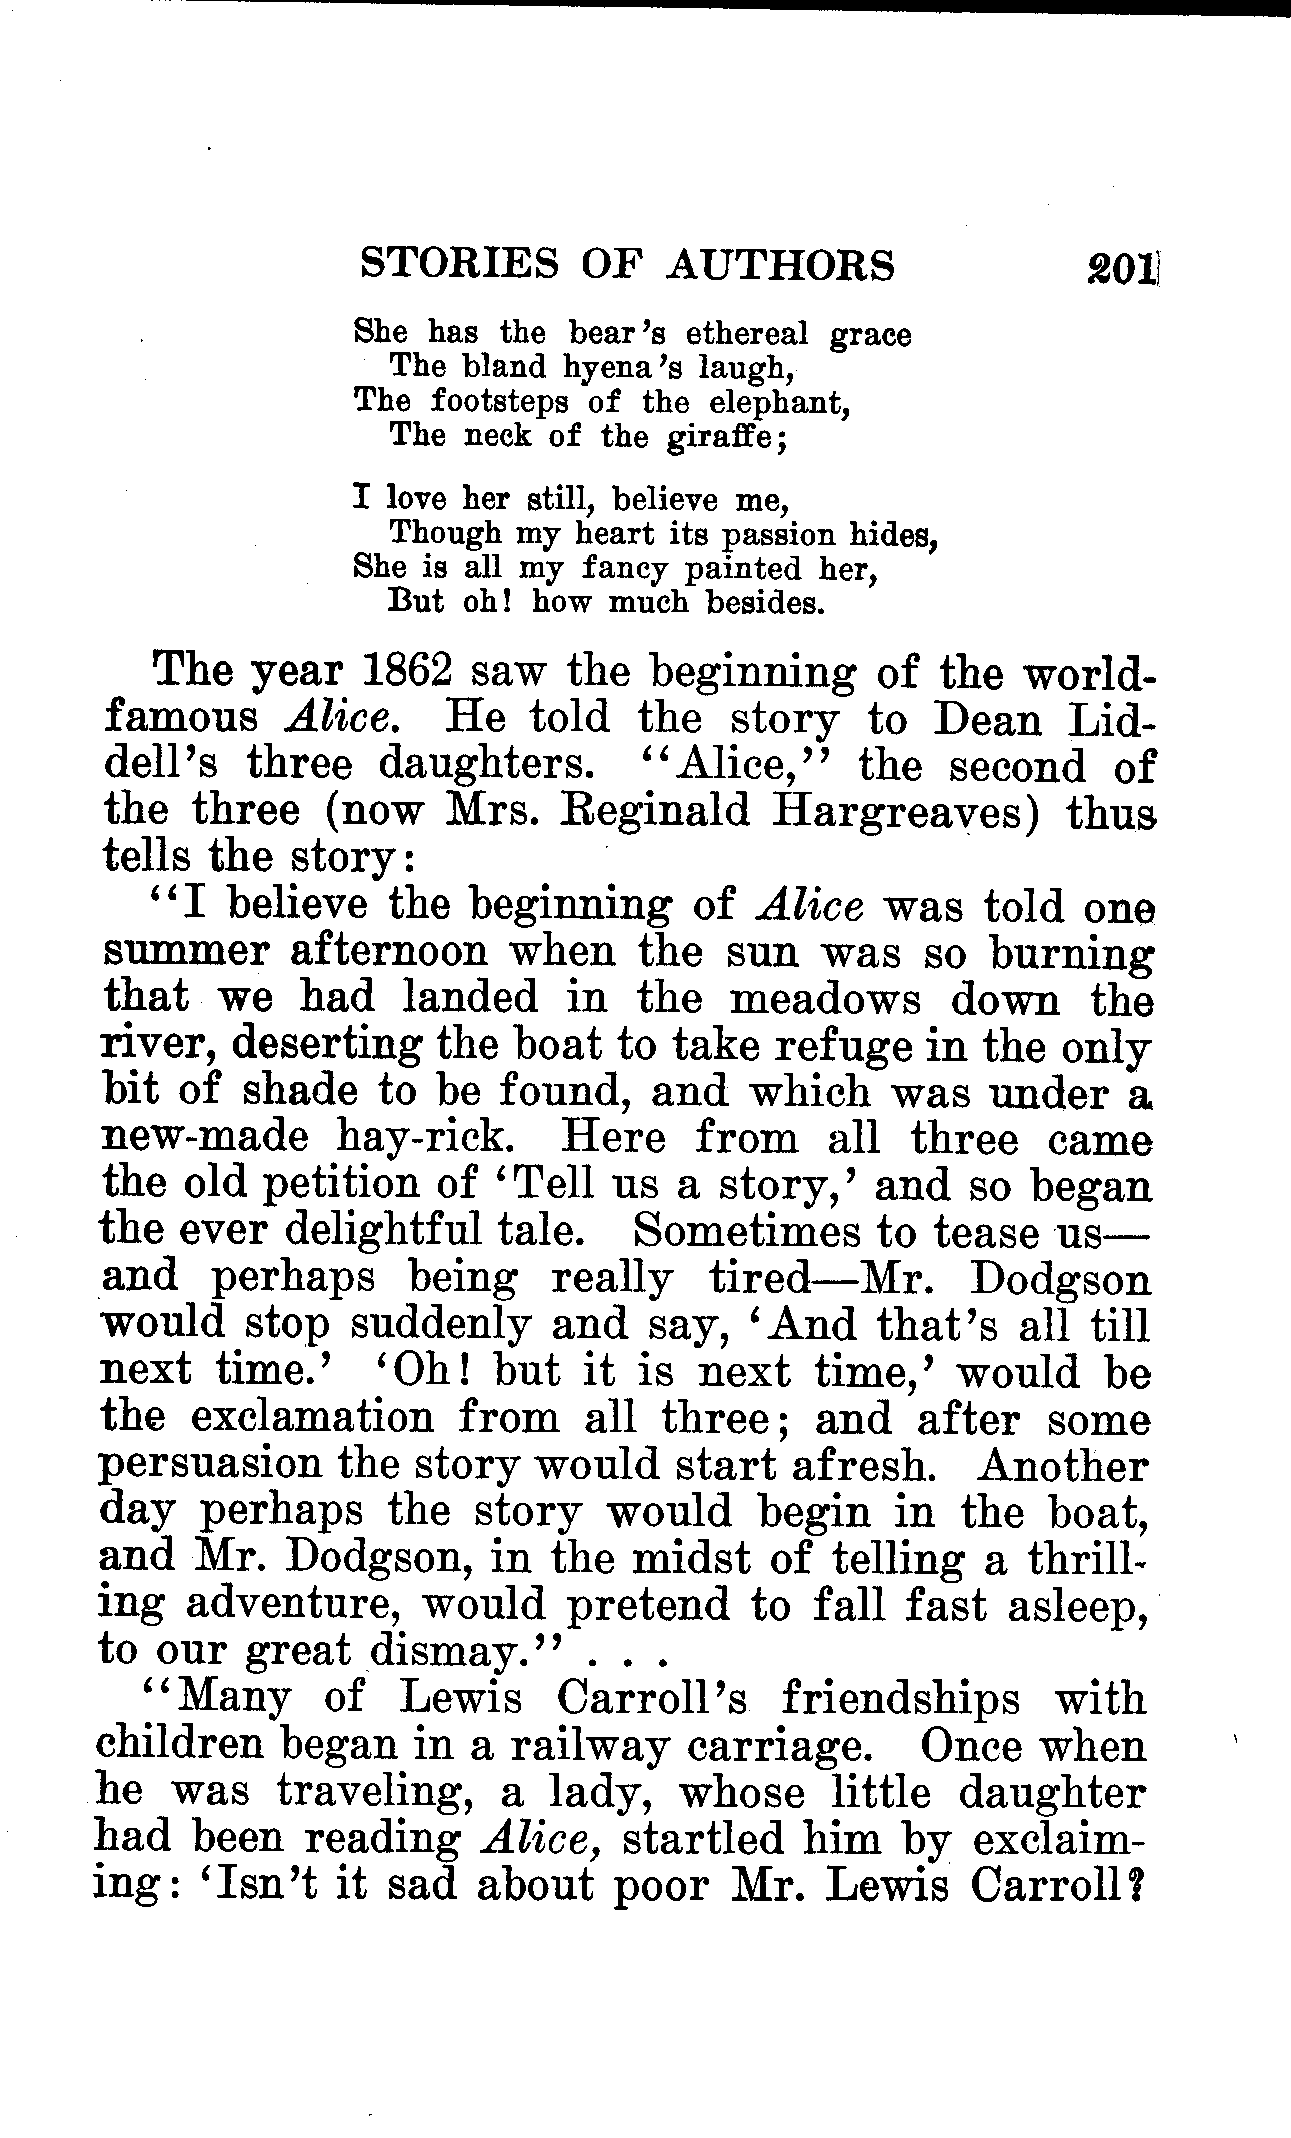 STORIES OF AUTHORS 201
She has the bear's ethereal grace
The bland hyena's laugh,
The footsteps of the elephant,
The neck of the giraffe;
I love her still, believe me,
Though my heart its passion hides,
She is all my fancy painted her,
But oh! how much besides.
The year 1862 saw the beginning of the world-
famous Alice. He told the story to Dean Lid-
dell's three daughters. "Alice," the second of
the three (now Mrs. Reginald Hargreaves) thus
tells the story:
"I believe the beginning of Alice was told one
summer afternoon when the sun was so burning
that we had landed in the meadows down the
river, deserting the boat to take refuge in the only
bit of shade to be found, and which was under a
new-made hay-rick. Here from all three came
the old petition of 'Tell us a story,' and so began
the ever delightful tale. Sometimes to tease us—
and perhaps being really tired—Mr. Dodgson
would stop suddenly and say, 'And that's all till
next time.' 'Oh! but it is next time,' would be
the exclamation from all three; and after some
persuasion the story would start afresh. Another
day perhaps the story would begin in the boat,
and Mr. Dodgson, in the midst of telling a thrill-
ing adventure, would pretend to fall fast asleep,
to our great dismay." . . .
"Many of Lewis Carroll's friendships with
children began in a railway carriage. Once when
he was traveling, a lady, whose little daughter
had been reading Alice, startled him by exclaim-
ing: 'Isn't it sad about poor Mr. Lewis Carroll?